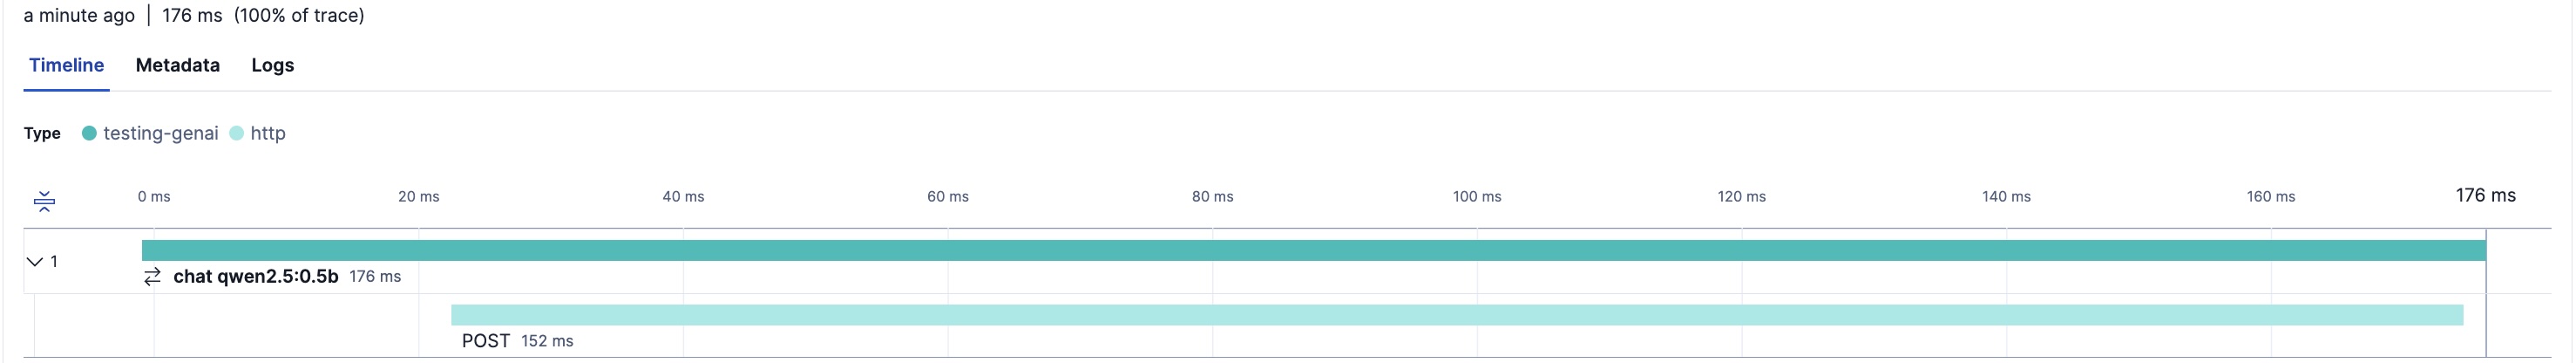 a minute ago | 176 ms (100% of trace)
Timeline Metadata Logs
Type testing-genai http
0 ms 20 ms 40 ms 60 ms 80 ms 100 ms 120 ms 140 ms 160 ms 176 ms
1
chat qwen2.5:0.5b 176 ms
POST 152 ms